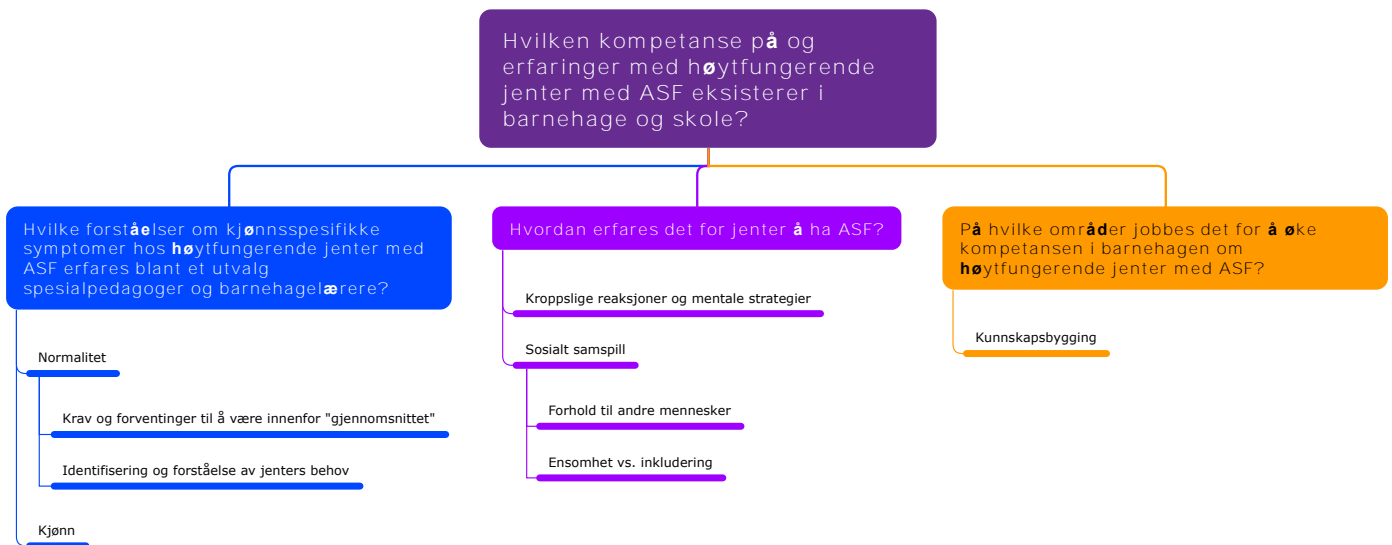 Hvilken kompetanse på og
erfaringer med høytfungerende
jenter med ASF eksisterer i
barnehage og skole?
Hvilke forståelser om kjønnsspesifikke
symptomer hos høytfungerende jenter med
ASF erfares blant et utvalg
spesialpedagoger og barnehagelærere?
Normalitet
Krav og forventinger til å være innenfor "gjennomsnittet"
Identifisering og forståelse av jenters behov
Kjønn
Hvordan erfares det for jenter å ha ASF?
Kroppslige reaksjoner og mentale strategier
Sosialt samspill
Forhold til andre mennesker
Ensomhet vs. inkludering
På hvilke områder jobbes det for å øke
kompetansen i barnehagen om
høytfungerende jenter med ASF?
Kunnskapsbygging